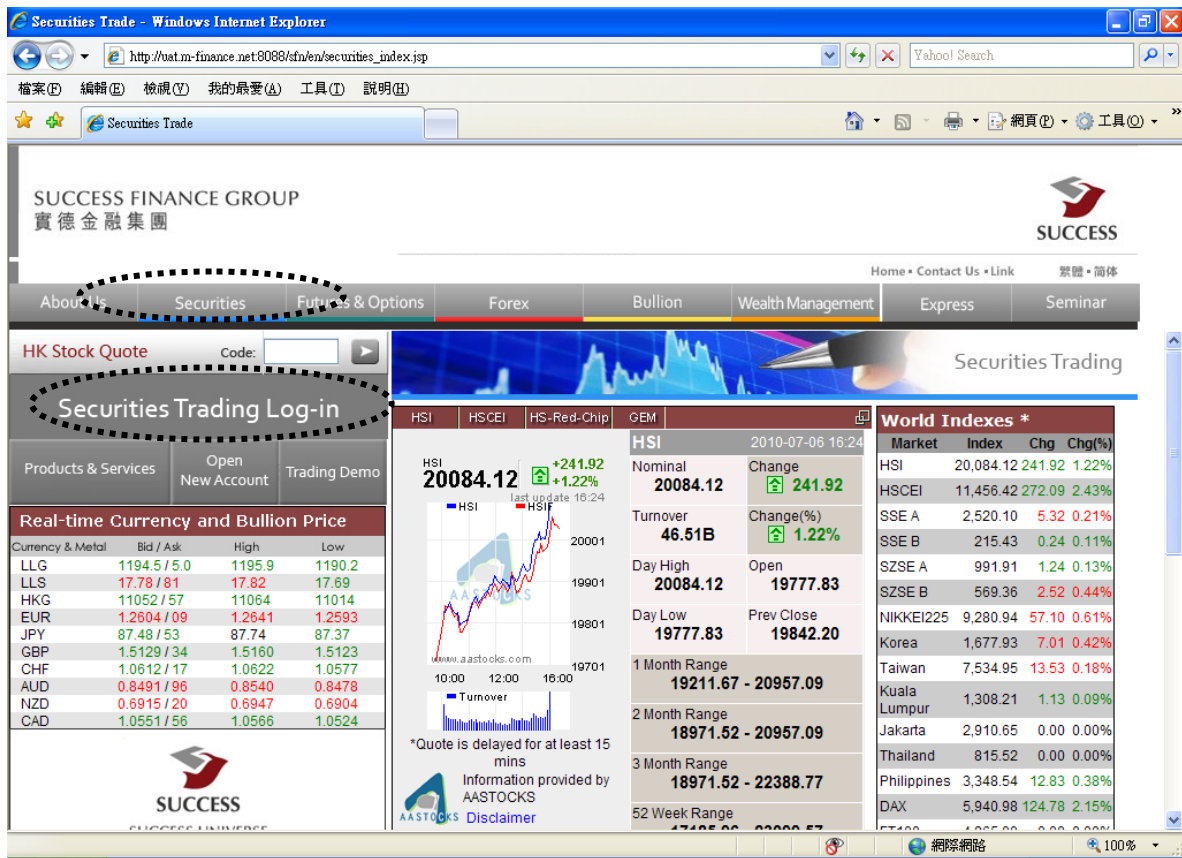 Securities Trade - Windows Internet Explorer
http://uat.m-finance.net:8088/sfn/en/securities_index.jsp
Yahoo! Search
檔案(F) 編輯(E) 檢視(V) 我的最愛(A) 工具(T) 說明(H)
Securities Trade
網頁(P) 工具(O)
SUCCESS FINANCE GROUP
實德金融集團
SUCCESS
Home • Contact Us • Link 繁體 • 简体
About Us Securities Futures & Options Forex Bullion Wealth Management Express Seminar
HK Stock Quote Code:
Securities Trading Log-in
Products & Services
Open
New Account
Trading Demo
Real-time Currency and Bullion Price
Currency & Metal Bid / Ask High Low
LLG 1194.5 / 5.0 1195.9 1190.2
LLS 17.78 / 81 17.82 17.69
HKG 11052 / 57 11064 11014
EUR 1.2604 / 09 1.2641 1.2593
JPY 87.48 / 53 87.74 87.37
GBP 1.5129 / 34 1.5160 1.5123
CHF 1.0612 / 17 1.0622 1.0577
AUD 0.8491 / 96 0.8540 0.8478
NZD 0.6915 / 20 0.6947 0.6904
CAD 1.0551 / 56 1.0566 1.0524
SUCCESS
SUCCESS UNIVERSE
Securities Trading
HSI HSCEI HS-Red-Chip GEM
HSI
20084.12
+241.92
+1.22%
last update 16:24
HSI HSIF
20001
19901
19801
19701
AASTOCKS
www.aastocks.com
10:00 12:00 16:00
Turnover
*Quote is delayed for at least 15
mins
Information provided by
AASTOCKS
AASTOCKS Disclaimer
HSI 2010-07-06 16:24
Nominal Change
20084.12 241.92
Turnover Change(%)
46.51B 1.22%
Day High Open
20084.12 19777.83
Day Low Prev Close
19777.83 19842.20
1 Month Range
19211.67 - 20957.09
2 Month Range
18971.52 - 20957.09
3 Month Range
18971.52 - 22388.77
52 Week Range
World Indexes *
Market Index Chg Chg(%)
HSI 20,084.12 241.92 1.22%
HSCEI 11,456.42 272.09 2.43%
SSE A 2,520.10 5.32 0.21%
SSE B 215.43 0.24 0.11%
SZSE A 991.91 1.24 0.13%
SZSE B 569.36 2.52 0.44%
NIKKEI225 9,280.94 57.10 0.61%
Korea 1,677.93 7.01 0.42%
Taiwan 7,534.95 13.53 0.18%
Kuala
Lumpur 1,308.21 1.13 0.09%
Jakarta 2,910.65 0.00 0.00%
Thailand 815.52 0.00 0.00%
Philippines 3,348.54 12.83 0.38%
DAX 5,940.98 124.78 2.15%
網際網路 100%